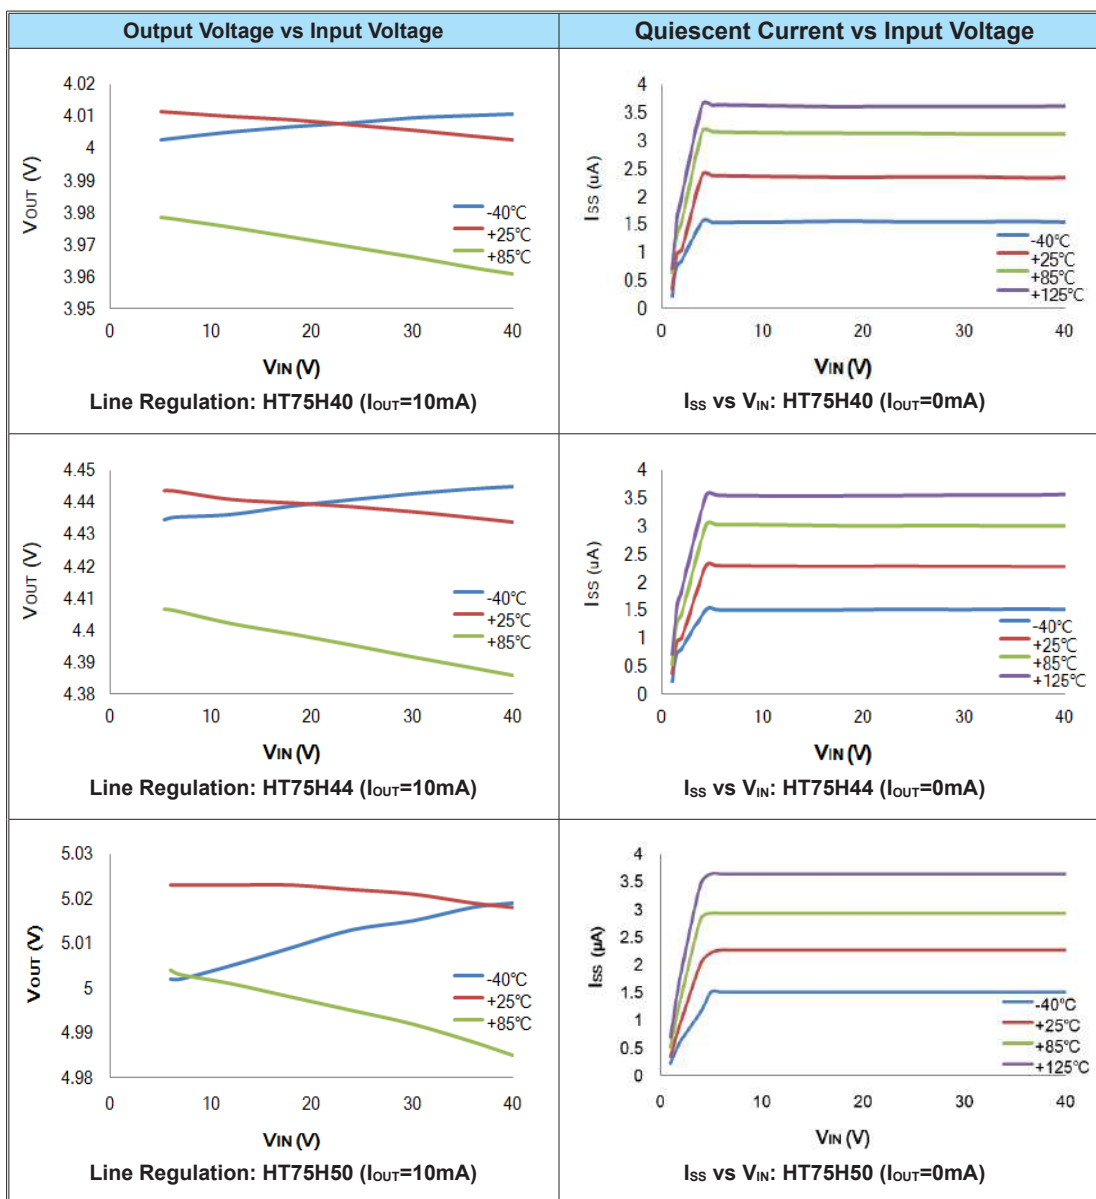 Output Voltage vs Input Voltage
Quiescent Current vs Input Voltage
4.02
4.01
4
3.99
3.98
3.97
3.96
3.95
VOUT (V)
-40℃
+25℃
+85℃
0 10 20 30 40
VIN (V)
Line Regulation: HT75H40 (IOUT=10mA)
4
3.5
3
2.5
2
1.5
1
0.5
0
ISS (uA)
-40℃
+25℃
+85℃
+125℃
0 10 20 30 40
VIN (V)
ISS vs VIN: HT75H40 (IOUT=0mA)
4.45
4.44
4.43
4.42
4.41
4.4
4.39
4.38
VOUT (V)
-40℃
+25℃
+85℃
0 10 20 30 40
VIN (V)
Line Regulation: HT75H44 (IOUT=10mA)
4
3.5
3
2.5
2
1.5
1
0.5
0
ISS (uA)
-40℃
+25℃
+85℃
+125℃
0 10 20 30 40
VIN (V)
ISS vs VIN: HT75H44 (IOUT=0mA)
5.03
5.02
5.01
5
4.99
4.98
VOUT (V)
-40℃
+25℃
+85℃
0 10 20 30 40
VIN (V)
Line Regulation: HT75H50 (IOUT=10mA)
4
3.5
3
2.5
2
1.5
1
0.5
0
ISS (μA)
-40℃
+25℃
+85℃
+125℃
0 10 20 30 40
VIN (V)
ISS vs VIN: HT75H50 (IOUT=0mA)